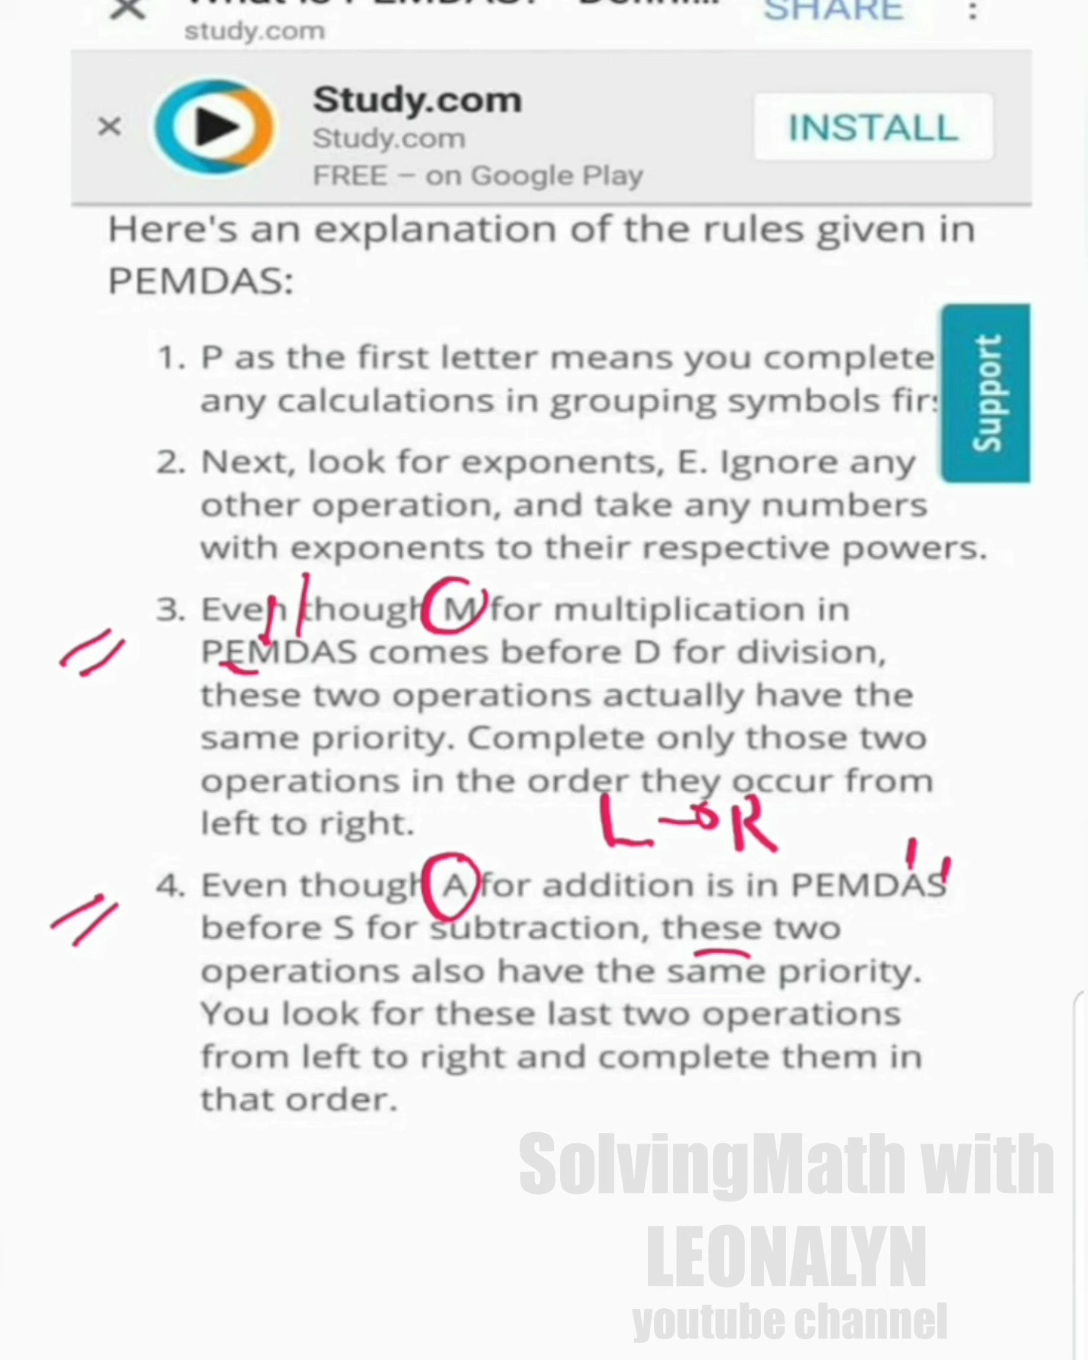 study.com
SHARE
Study.com
Study.com
FREE – on Google Play
INSTALL
Here's an explanation of the rules given in
PEMDAS:
Support
1. P as the first letter means you complete
any calculations in grouping symbols
2. Next, look for exponents, E. Ignore any
other operation, and take any numbers
with exponents to their respective powers.
3. Even though M for multiplication in
PEMDAS comes before D for division,
these two operations actually have the
same priority. Complete only those two
operations in the order they occur from
left to right.
L→R
4. Even though A for addition is in PEMDAS
before S for subtraction, these two
operations also have the same priority.
You look for these last two operations
from left to right and complete them in
that order.
SolvingMath with
LEONALYN
youtube channel